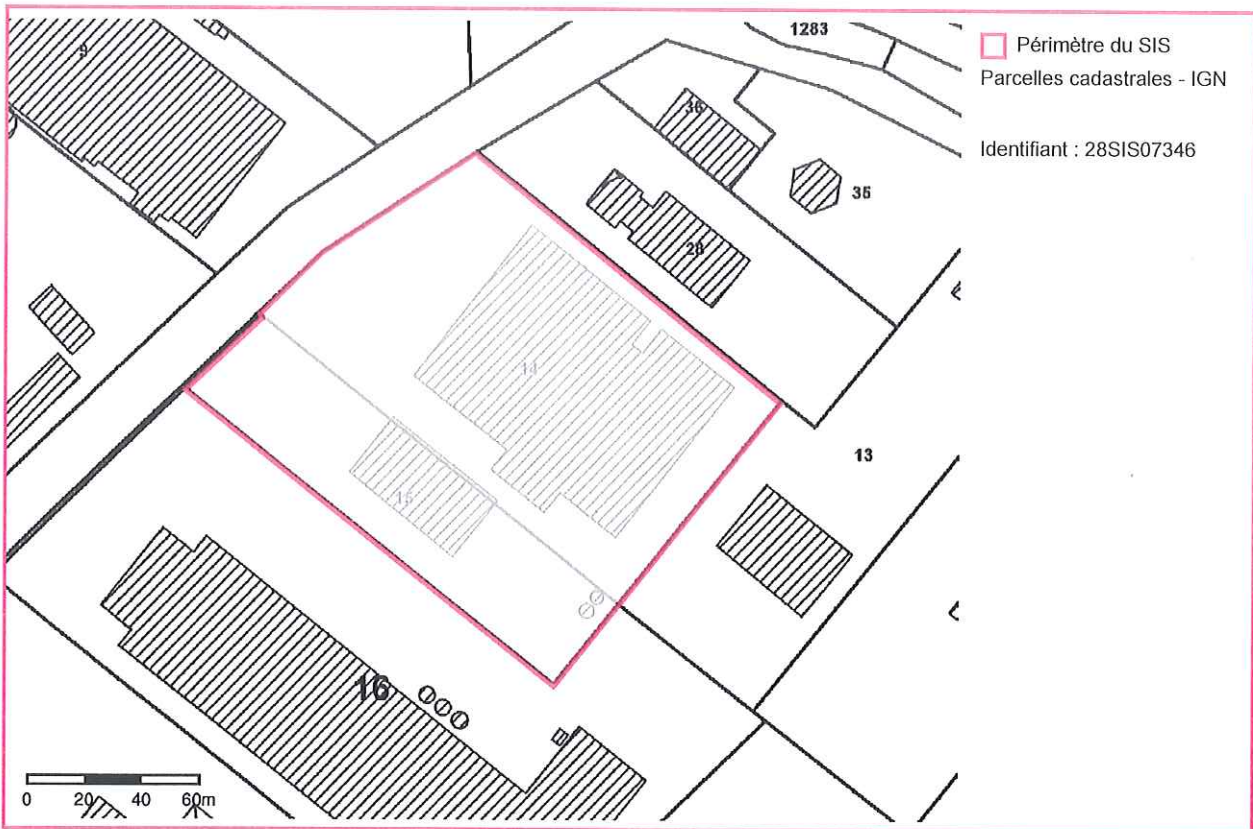 1283
Périmètre du SIS
9
Parcelles cadastrales - IGN
36
Identifiant : 28SIS07346
35
28
14
13
15
16
0 20 40 60m